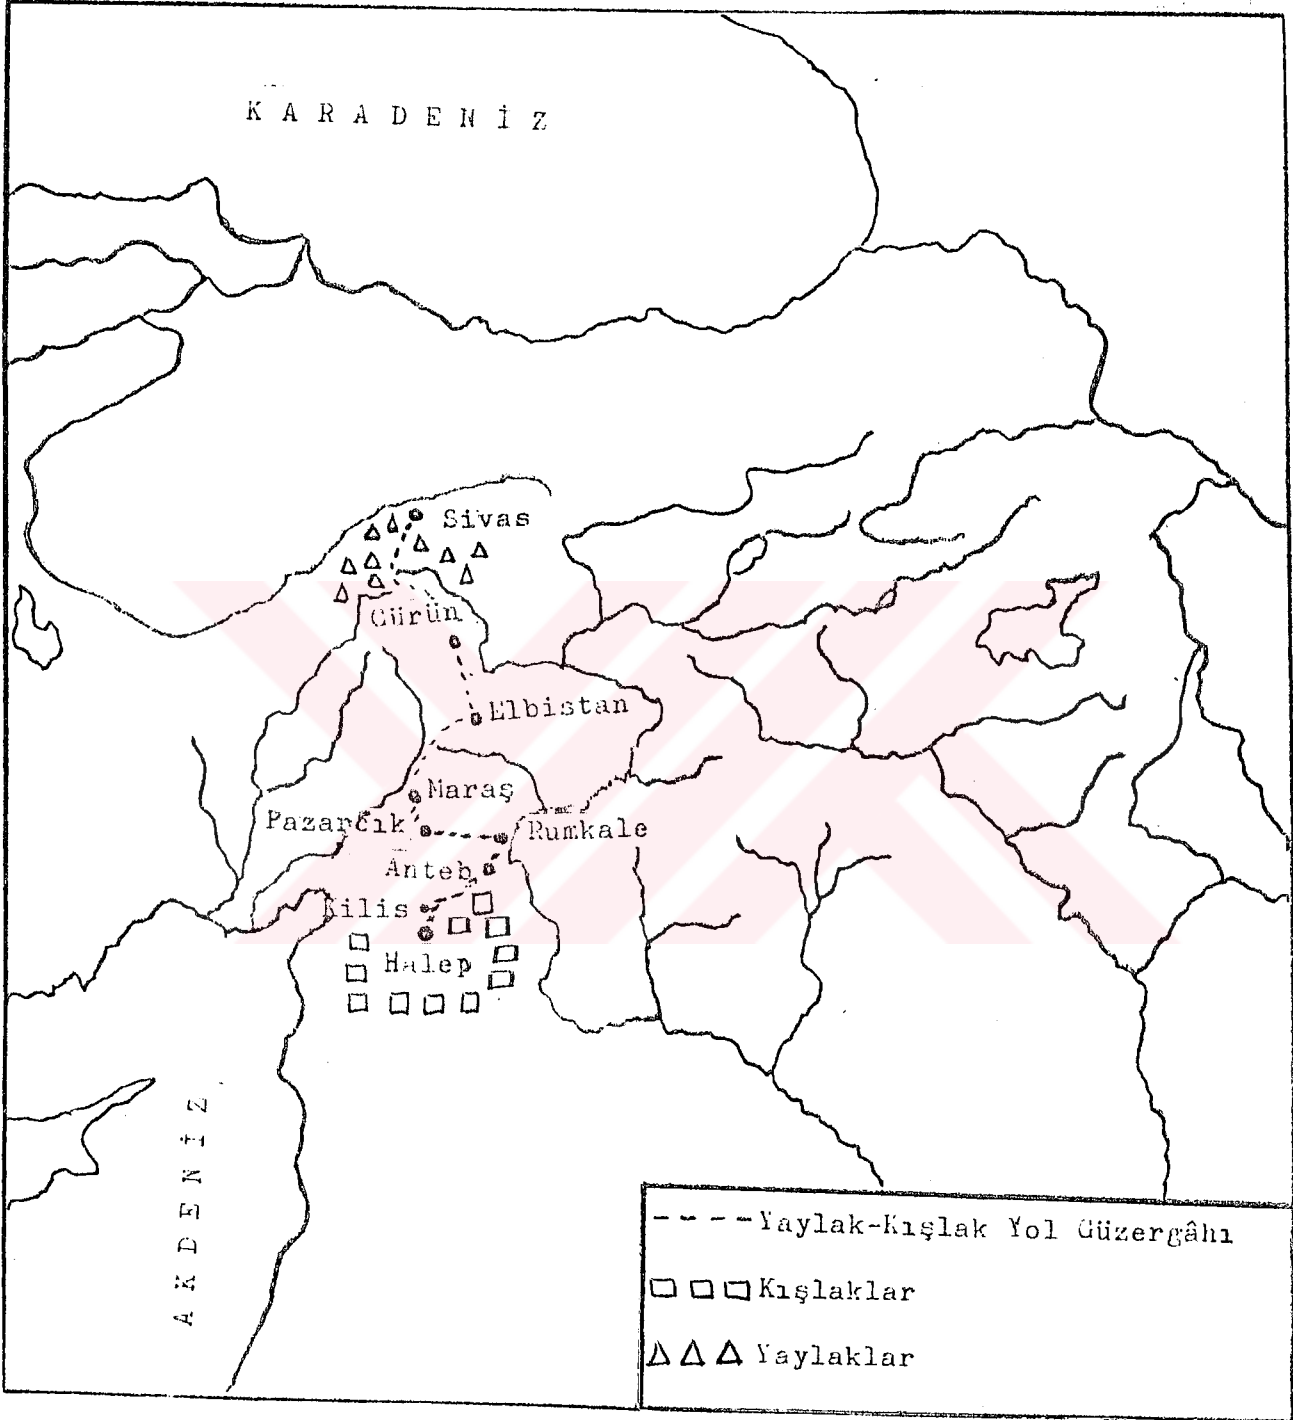 KARADENİZ
Sivas
Gürün
Elbistan
Maraş
Pazarcık
Rumkale
Anteb
Kilis
Halep
AKDENİZ
----Yaylak-Kışlak Yol Güzergâhı
Kışlaklar
Yaylaklar